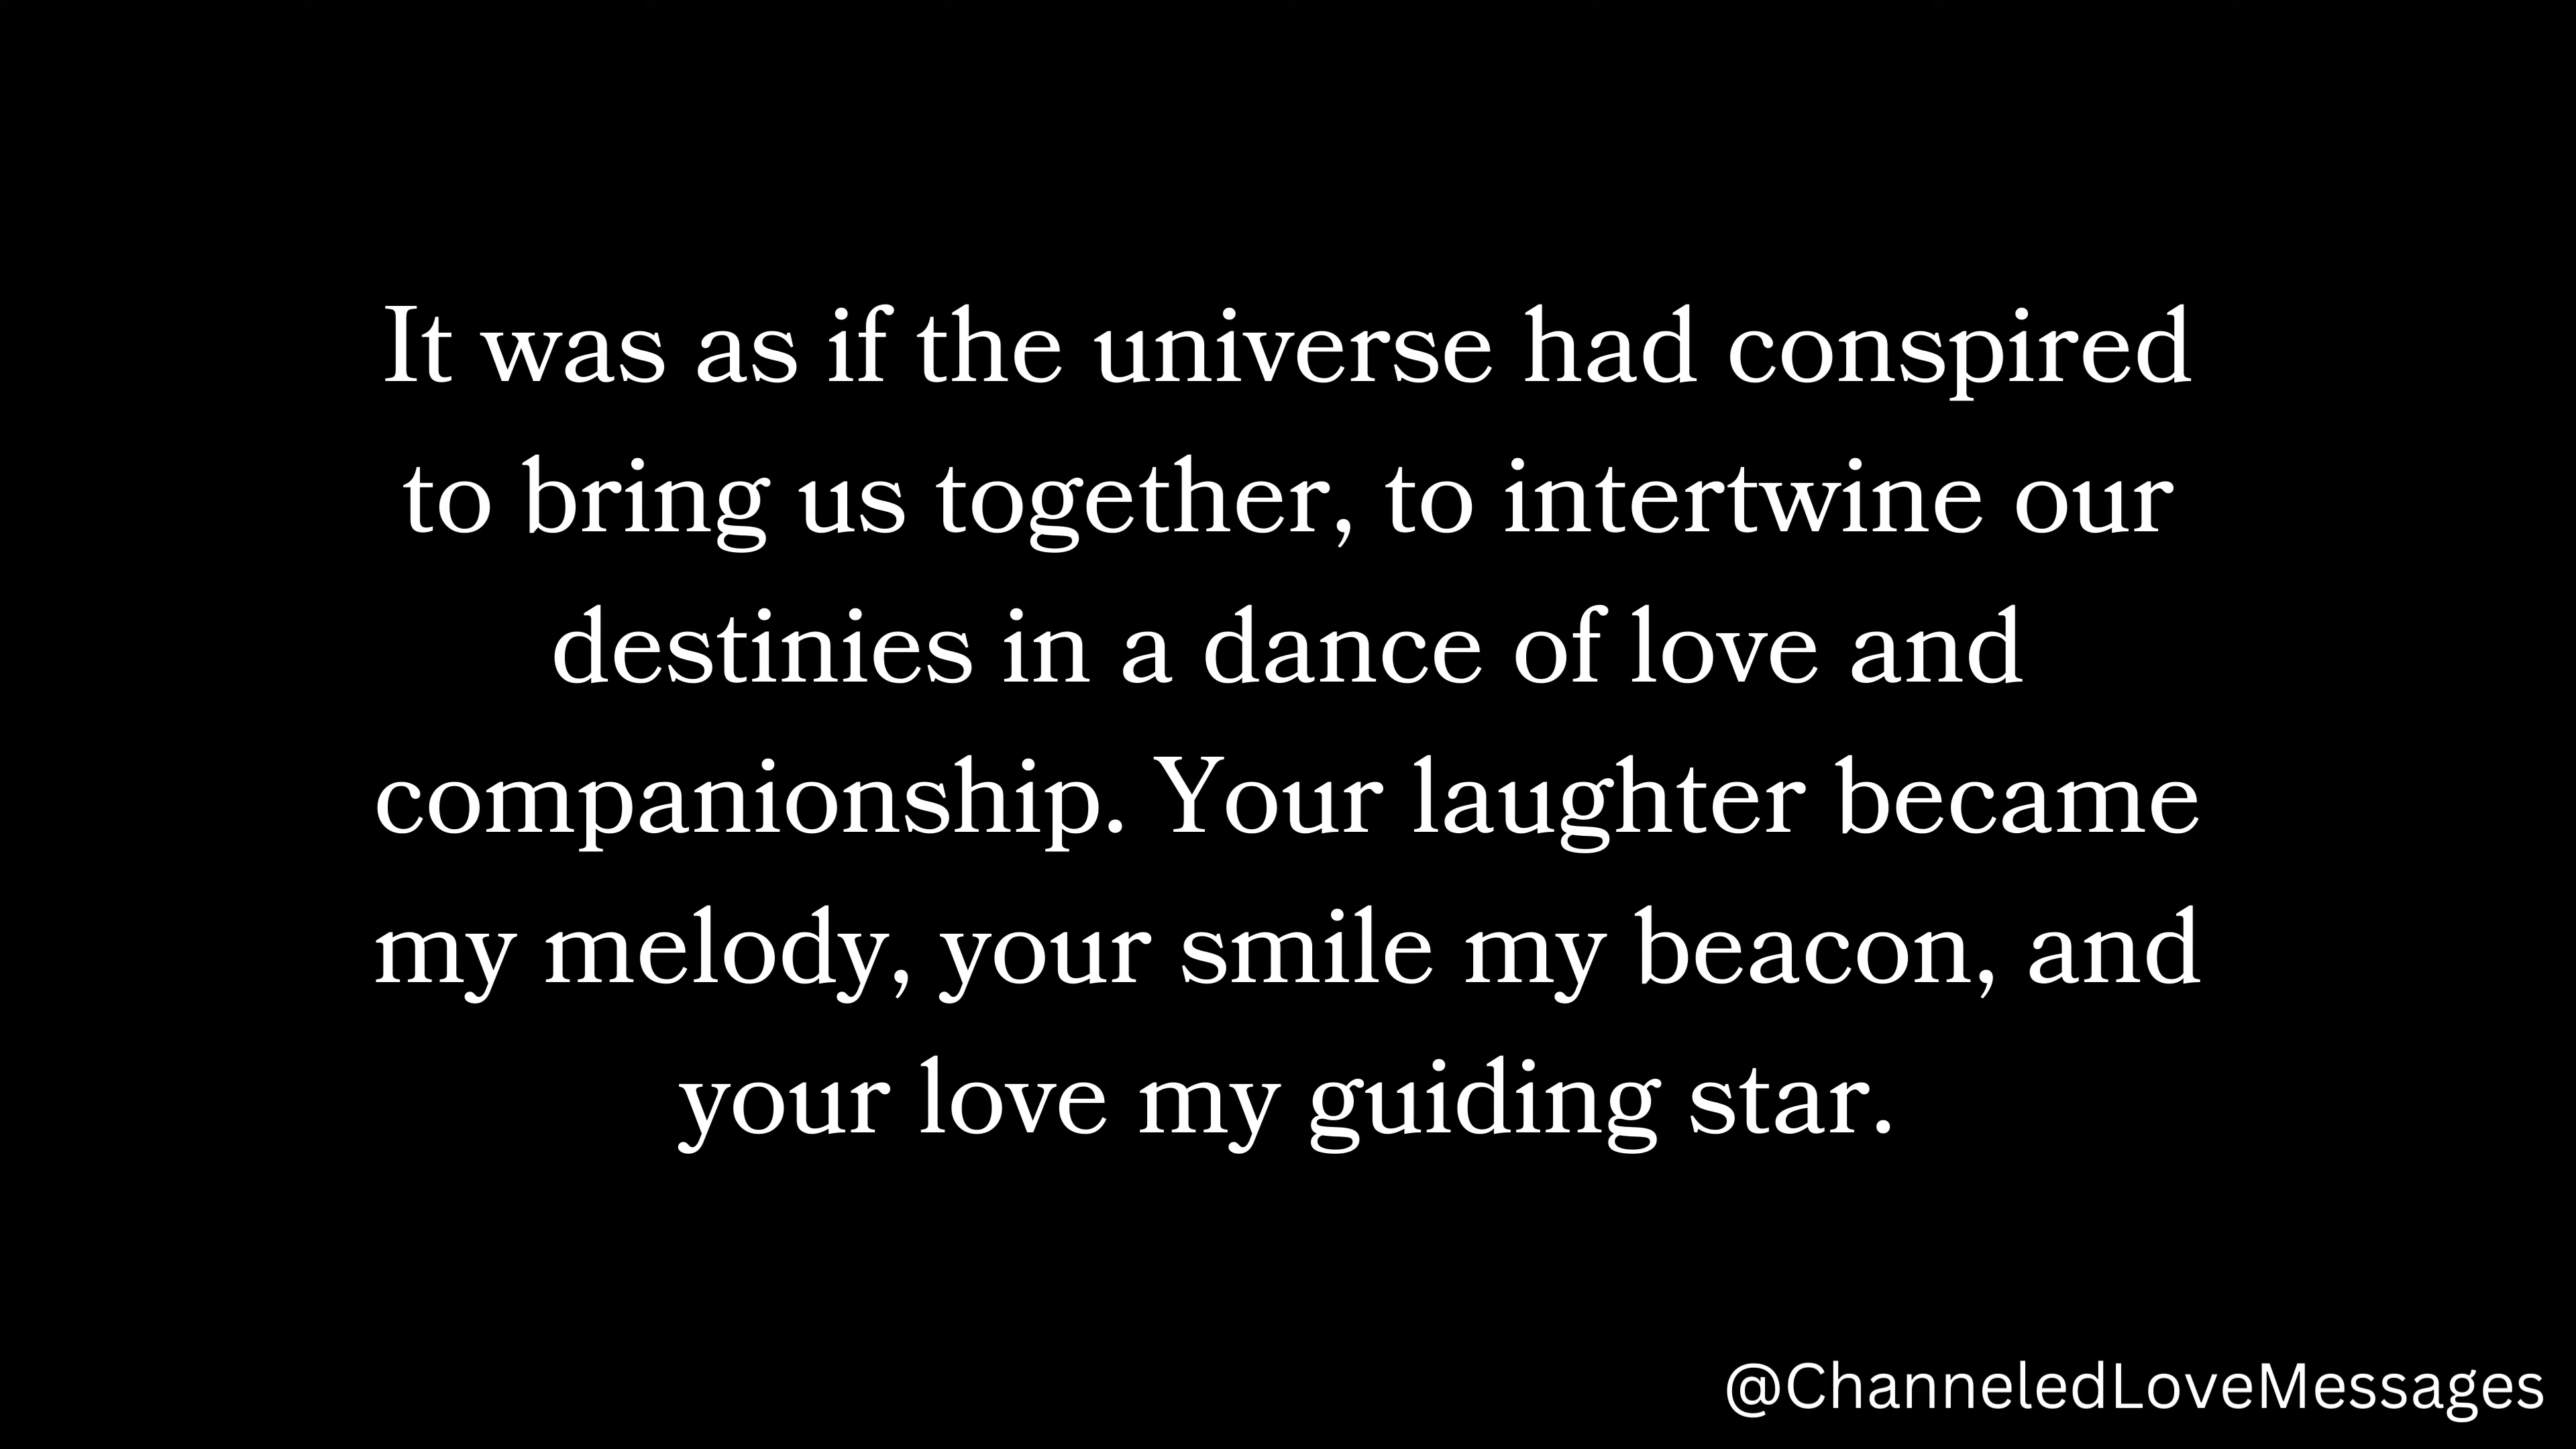 It was as if the universe had conspired
to bring us together, to intertwine our
destinies in a dance of love and
companionship. Your laughter became
my melody, your smile my beacon, and
your love my guiding star.
@ChanneledLoveMessages